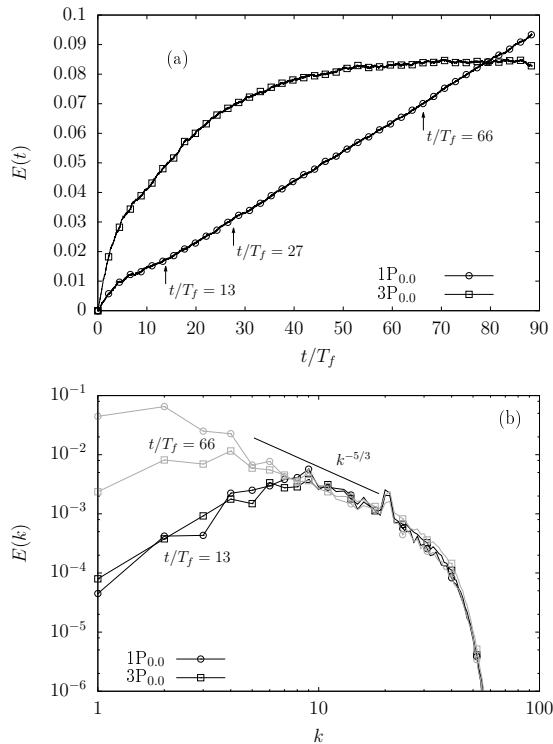 0.1
0.09
0.08
0.07
0.06
0.05
0.04
0.03
0.02
0.01
0
E(t)
(a)
t/T_f = 66
t/T_f = 27
t/T_f = 13
1P_{0.0}
3P_{0.0}
0 10 20 30 40 50 60 70 80 90
t/T_f
10^{-1}
10^{-2}
10^{-3}
10^{-4}
10^{-5}
10^{-6}
E(k)
(b)
t/T_f = 66
k^{-5/3}
t/T_f = 13
1P_{0.0}
3P_{0.0}
1 10 100
k